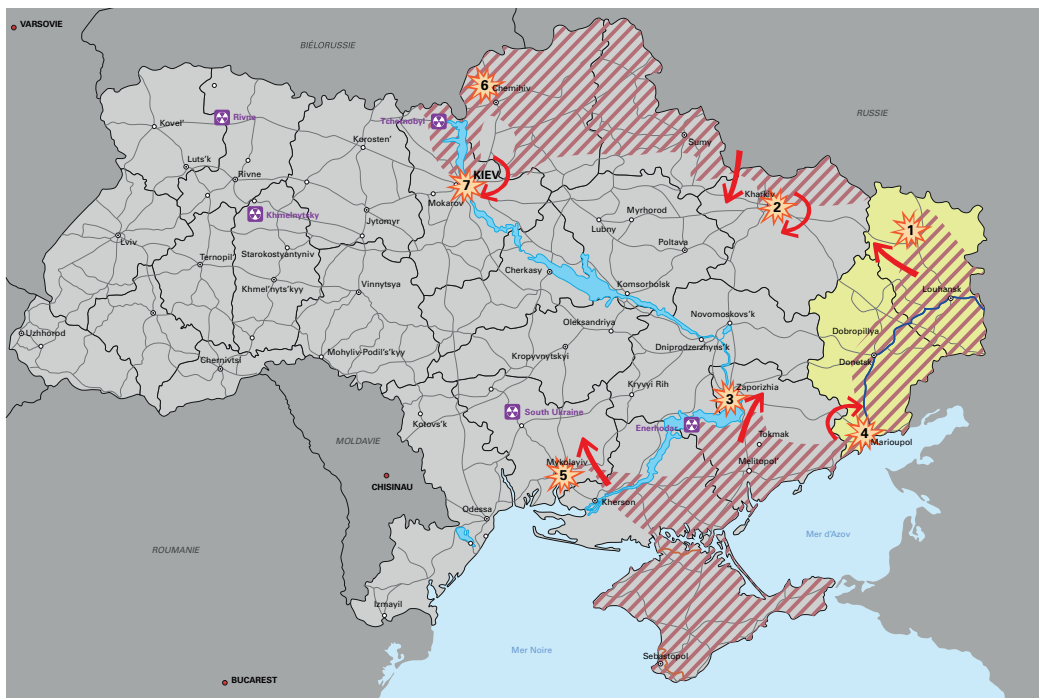 VARSOVIE
BIÉLORUSSIE
RUSSIE
6
Chernihiv
Rivne
Tchernobyl
Kovel'
Korosten'
Sumy
Luts'k
Rivne
KIEV
7
Mokarov
Kharkiv
2
Khmelnytsky
Jytomyr
Myrhorod
Lubny
1
Lviv
Ternopil'
Starokostyantyniv
Poltava
Cherkasy
Khmel'nyts'kyy
Vinnytsya
Komsorholsk
Louhansk
Uzhhorod
Oleksandriya
Novomoskovs'k
Dobropillya
Chernivtsi
Mohyliv-Podil's'kyy
Kropyvnytskyi
Dniprodzerzhyns'k
Donetsk
Kryvyi Rih
Zaporizhia
3
South Ukraine
Kotovs'k
Enerhodar
Tokmak
4
Marioupol
MOLDAVIE
Mykolayiv
5
Melitopol'
CHISINAU
Kherson
Odessa
Mer d'Azov
ROUMANIE
Izmayil
Mer Noire
Sebastopol
BUCAREST